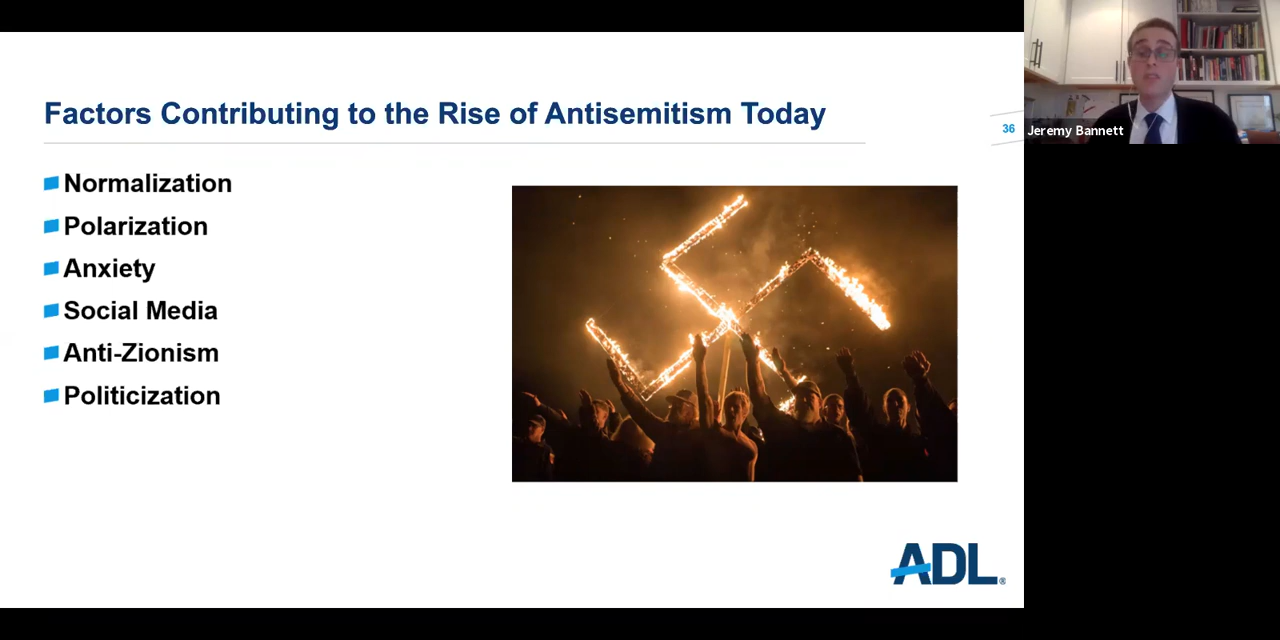 Factors Contributing to the Rise of Antisemitism Today
36
Jeremy Bannett
Normalization
Polarization
Anxiety
Social Media
Anti-Zionism
Politicization
ADL®